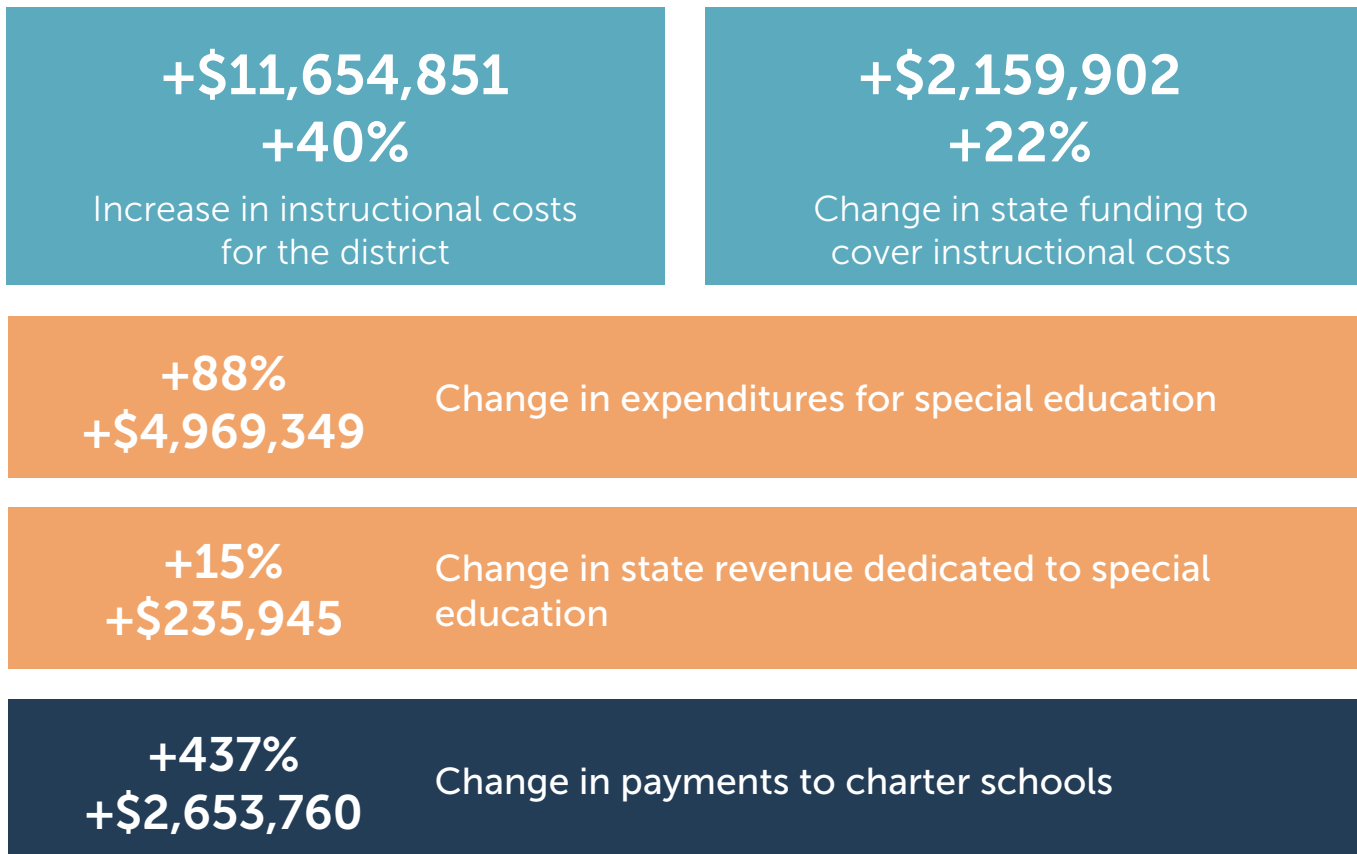 +$11,654,851
+40%
Increase in instructional costs
for the district
+$2,159,902
+22%
Change in state funding to
cover instructional costs
+88%
+$4,969,349
Change in expenditures for special education
+15%
+$235,945
Change in state revenue dedicated to special
education
+437%
+$2,653,760
Change in payments to charter schools